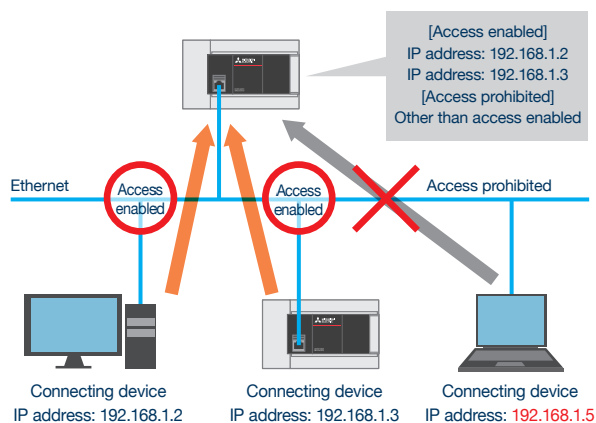 [Access enabled]
IP address: 192.168.1.2
IP address: 192.168.1.3
[Access prohibited]
Other than access enabled
Ethernet
Access
enabled
Access
enabled
Access prohibited
Connecting device
IP address: 192.168.1.2
Connecting device
IP address: 192.168.1.3
Connecting device
IP address: 192.168.1.5